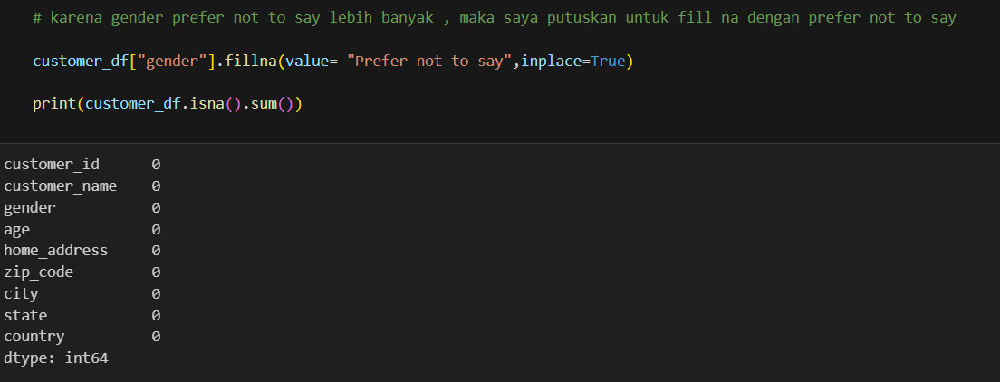 # karena gender prefer not to say lebih banyak , maka saya putuskan untuk fill na dengan prefer not to say
customer_df["gender"].fillna(value= "Prefer not to say",inplace=True)
print(customer_df.isna().sum())
customer_id 0
customer_name 0
gender 0
age 0
home_address 0
zip_code 0
city 0
state 0
country 0
dtype: int64